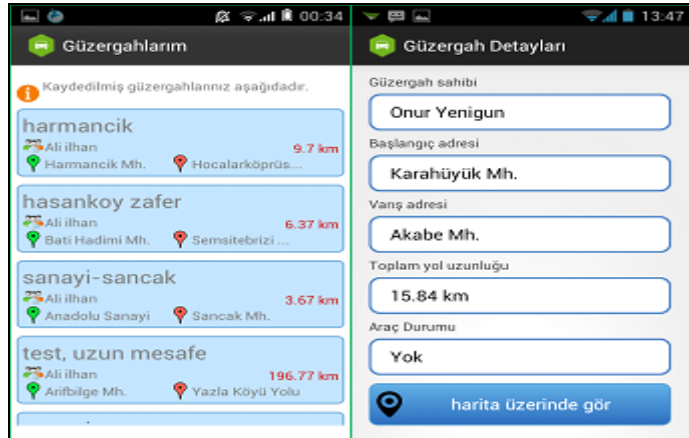 00:34
Güzergahlarım
Kaydedilmiş güzergahlarınız aşağıdadır.
harmancik
Ali ilhan
9.7 km
Harmancik Mh. Hocalarköprüs...
hasankoy zafer
Ali ilhan
6.37 km
Bati Hadimi Mh. Semsitebrizi ...
sanayi-sancak
Ali ilhan
3.67 km
Anadolu Sanayi Sancak Mh.
test, uzun mesafe
Ali ilhan
196.77 km
Arifbilge Mh. Yazla Köyü Yolu
13:47
Güzergah Detayları
Güzergah sahibi
Onur Yenigun
Başlangıç adresi
Karahüyük Mh.
Varış adresi
Akabe Mh.
Toplam yol uzunluğu
15.84 km
Araç Durumu
Yok
harita üzerinde gör